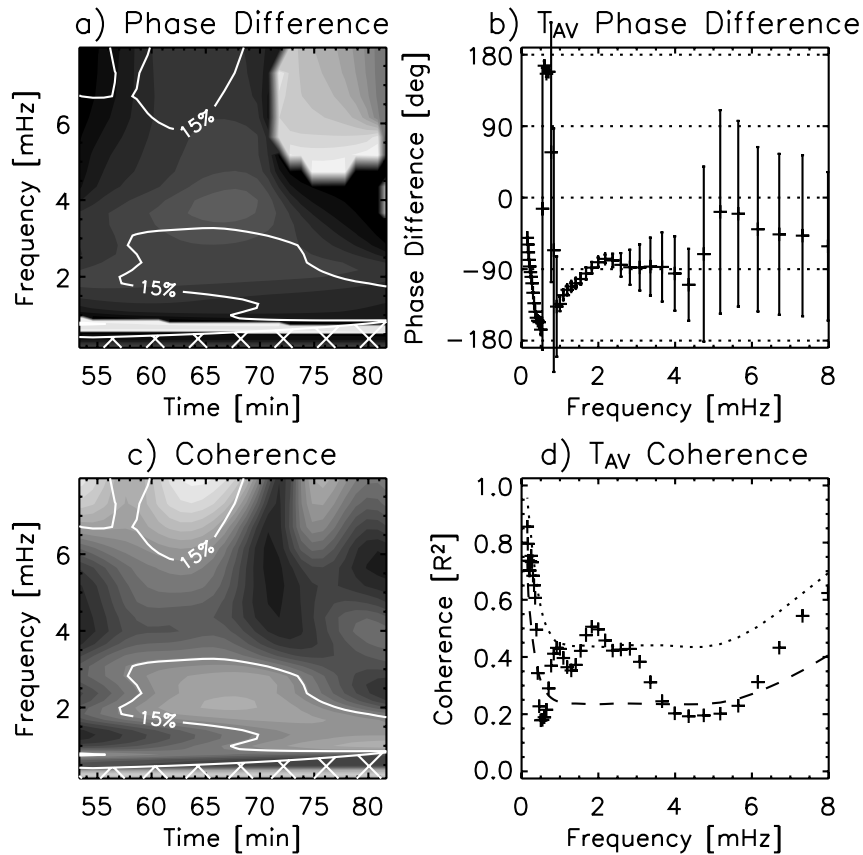 a) Phase Difference
Frequency [mHz]
6
4
2
15%
15%
55 60 65 70 75 80
Time [min]
b) TAV Phase Difference
Phase Difference [deg]
180
90
0
−90
−180
0 2 4 6 8
Frequency [mHz]
c) Coherence
Frequency [mHz]
6
4
2
15%
15%
55 60 65 70 75 80
Time [min]
d) TAV Coherence
Coherence [R²]
1.0
0.8
0.6
0.4
0.2
0.0
0 2 4 6 8
Frequency [mHz]